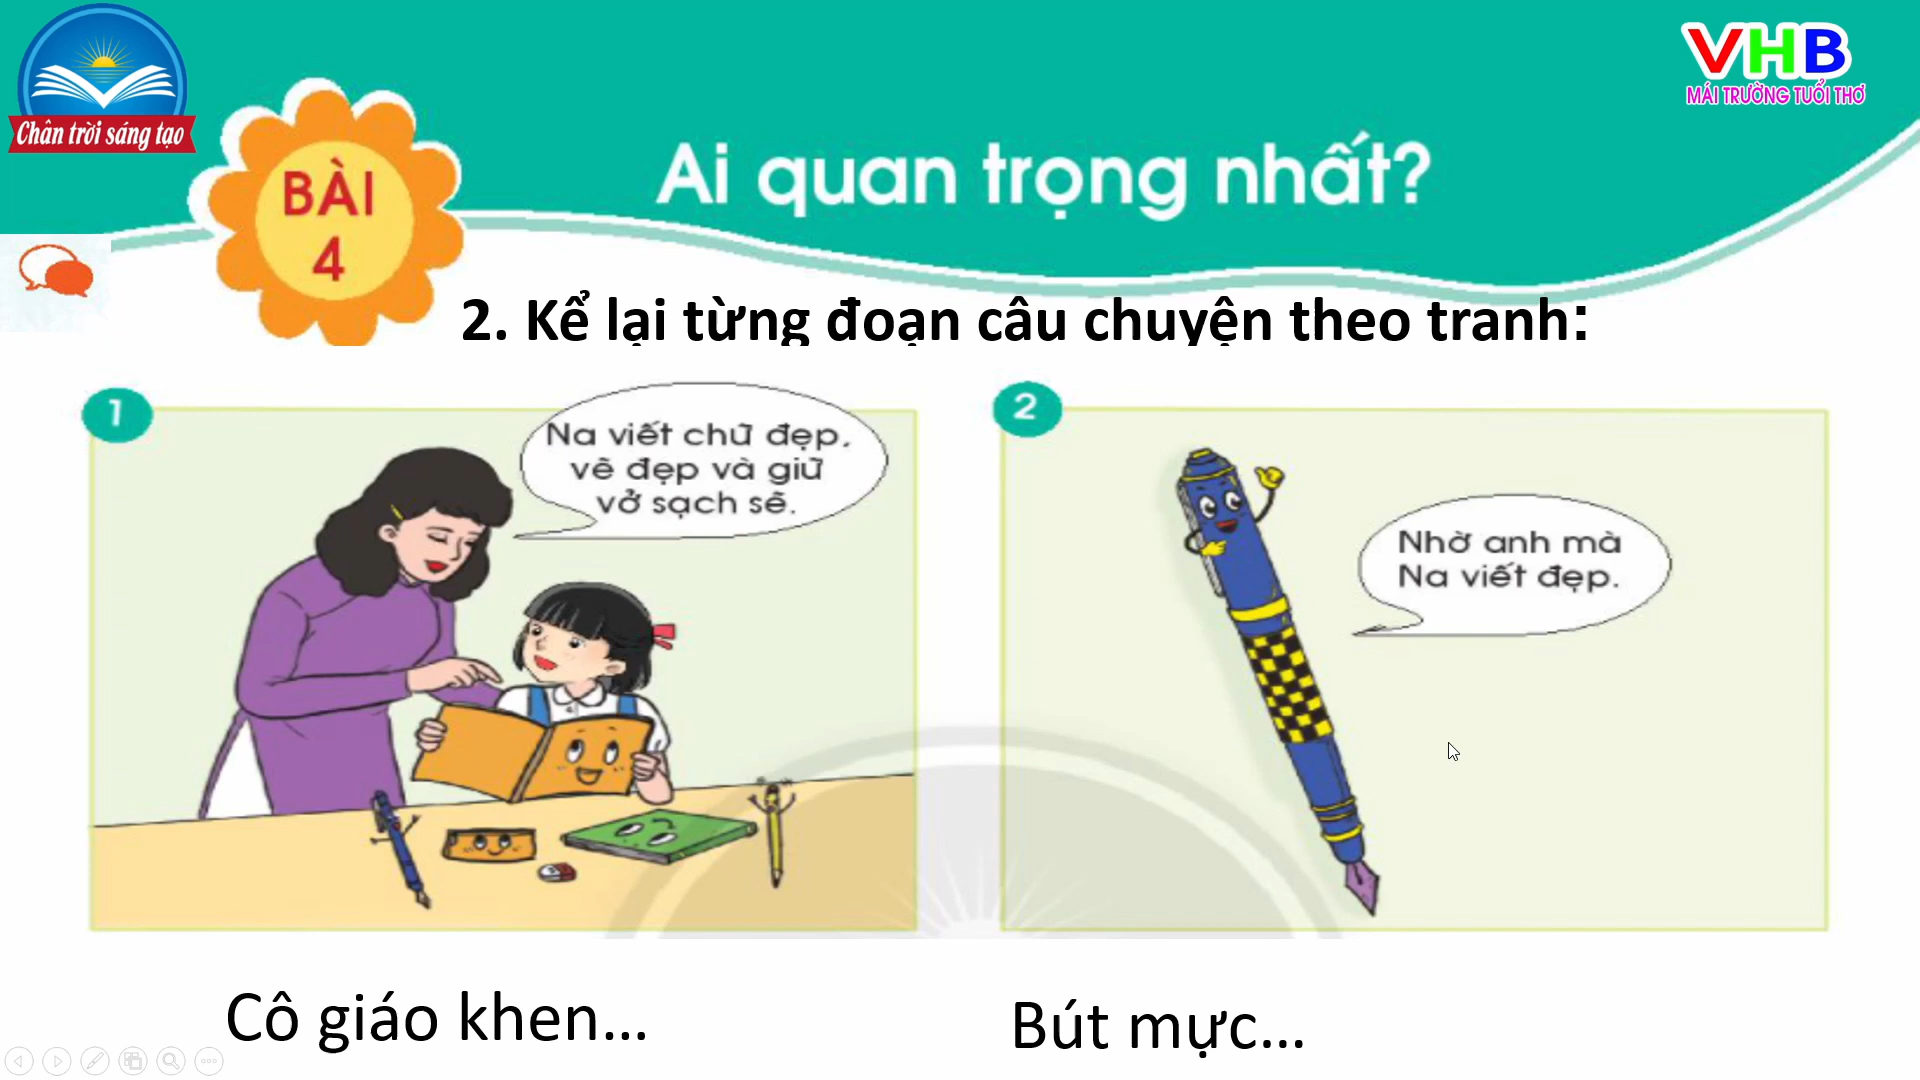 Chân trời sáng tạo
VHB
MÁI TRƯỜNG TUỔI THƠ
BÀI
4
Ai quan trọng nhất?
2. Kể lại từng đoạn câu chuyện theo tranh:
1
Na viết chữ đẹp,
vẽ đẹp và giữ
vở sạch sẽ.
2
Nhờ anh mà
Na viết đẹp.
Cô giáo khen...
Bút mực...